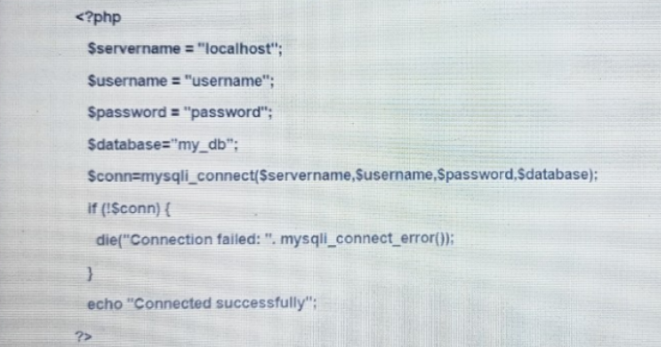 <?php
$servername = "localhost";
$username = "username";
$password = "password";
$database="my_db";
$conn=mysqli_connect($servername,$username,$password,$database);
if (!$conn) {
die("Connection failed: ". mysqli_connect_error());
}
echo "Connected successfully";
?>